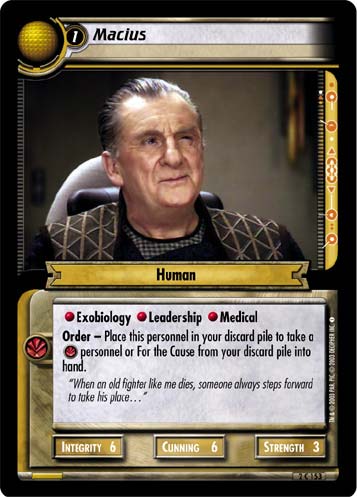 1 Macius
Human
Exobiology Leadership Medical
Order – Place this personnel in your discard pile to take a
personnel or For the Cause from your discard pile into
hand.
"When an old fighter like me dies, someone always steps forward
to take his place…"
INTEGRITY 6 CUNNING 6 STRENGTH 3
2 C 153